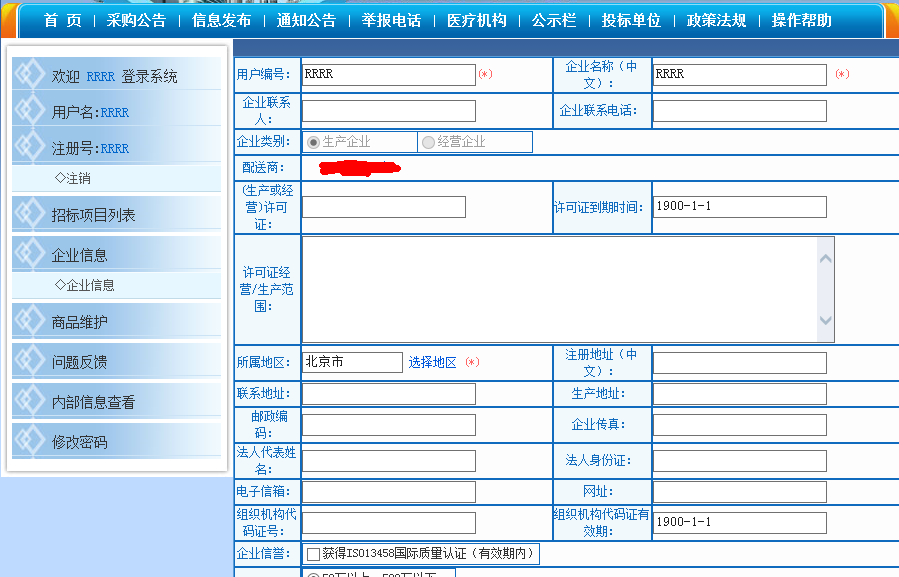 首 页 | 采购公告 | 信息发布 | 通知公告 | 举报电话 | 医疗机构 | 公示栏 | 投标单位 | 政策法规 | 操作帮助
欢迎 RRRR 登录系统
用户名:RRRR
注册号:RRRR
◇注销
招标项目列表
企业信息
◇企业信息
商品维护
问题反馈
内部信息查看
修改密码
用户编号: RRRR (*) 企业名称（中
文）: RRRR (*)
企业联系
人: 企业联系电话:
企业类别: 生产企业 经营企业
配送商:
(生产或经
营)许可
证: 许可证到期时间: 1900-1-1
许可证经
营/生产范
围:
所属地区: 北京市 选择地区 (*) 注册地址（中
文）:
联系地址: 生产地址:
邮政编
码: 企业传真:
法人代表姓
名: 法人身份证:
电子信箱: 网址:
组织机构代
码证号: 组织机构代码证有
效期: 1900-1-1
企业信誉: 获得ISO13458国际质量认证（有效期内）